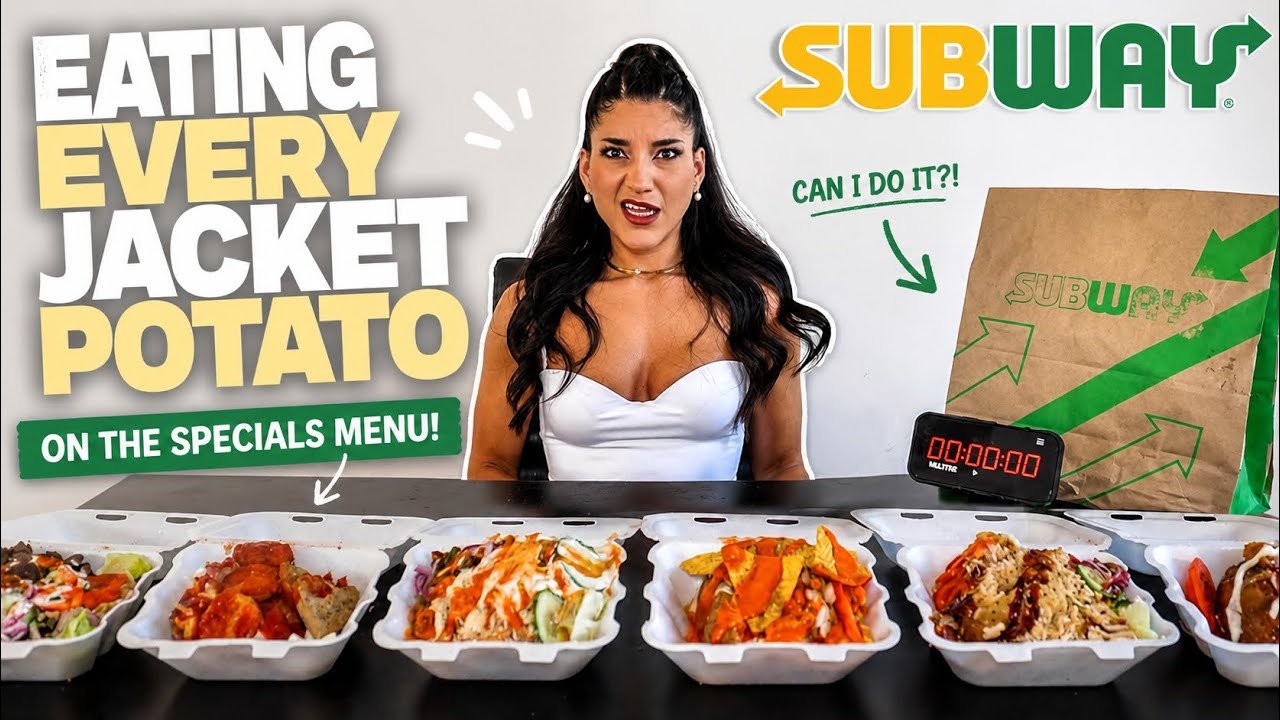 EATING
EVERY
JACKET
POTATO
ON THE SPECIALS MENU!
SUBWAY®
CAN I DO IT?!
SUBWAY
00:00:00